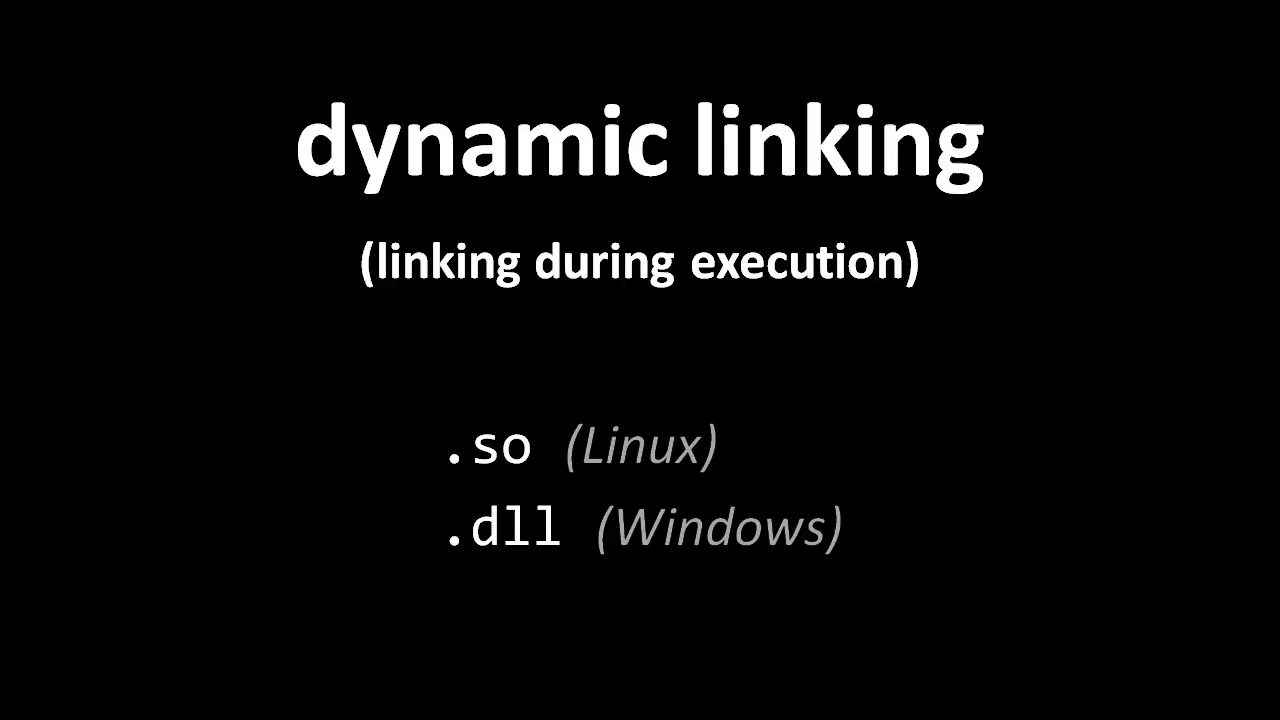 dynamic linking
(linking during execution)
.so (Linux)
.dll (Windows)